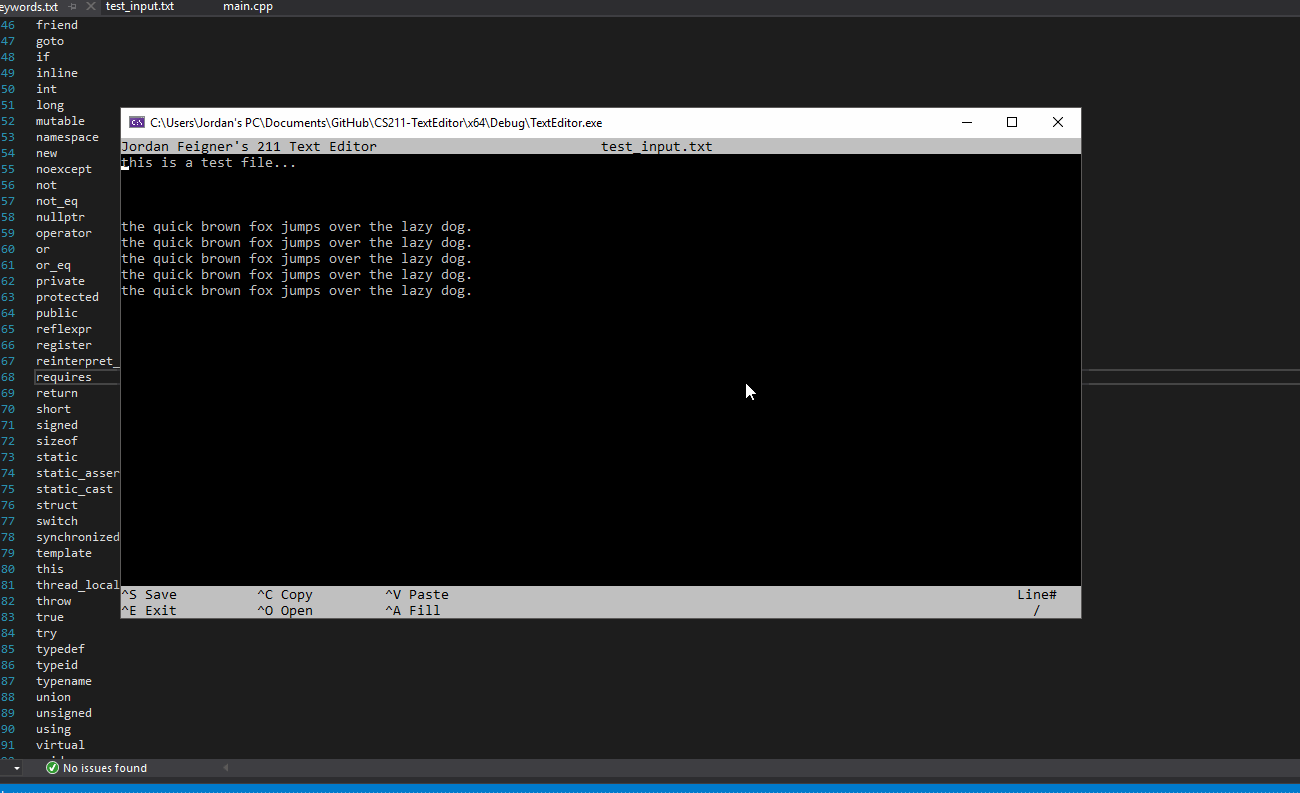 eywords.txt test_input.txt main.cpp
46 friend
47 goto
48 if
49 inline
50 int
51 long
52 mutable
53 namespace
54 new
55 noexcept
56 not
57 not_eq
58 nullptr
59 operator
60 or
61 or_eq
62 private
63 protected
64 public
65 reflexpr
66 register
67 reinterpret_
68 requires
69 return
70 short
71 signed
72 sizeof
73 static
74 static_asser
75 static_cast
76 struct
77 switch
78 synchronized
79 template
80 this
81 thread_local
82 throw
83 true
84 try
85 typedef
86 typeid
87 typename
88 union
89 unsigned
90 using
91 virtual
No issues found
C:\Users\Jordan's PC\Documents\GitHub\CS211-TextEditor\x64\Debug\TextEditor.exe
Jordan Feigner's 211 Text Editor test_input.txt
this is a test file...
the quick brown fox jumps over the lazy dog.
the quick brown fox jumps over the lazy dog.
the quick brown fox jumps over the lazy dog.
the quick brown fox jumps over the lazy dog.
the quick brown fox jumps over the lazy dog.
^S Save ^C Copy ^V Paste Line#
^E Exit ^O Open ^A Fill /